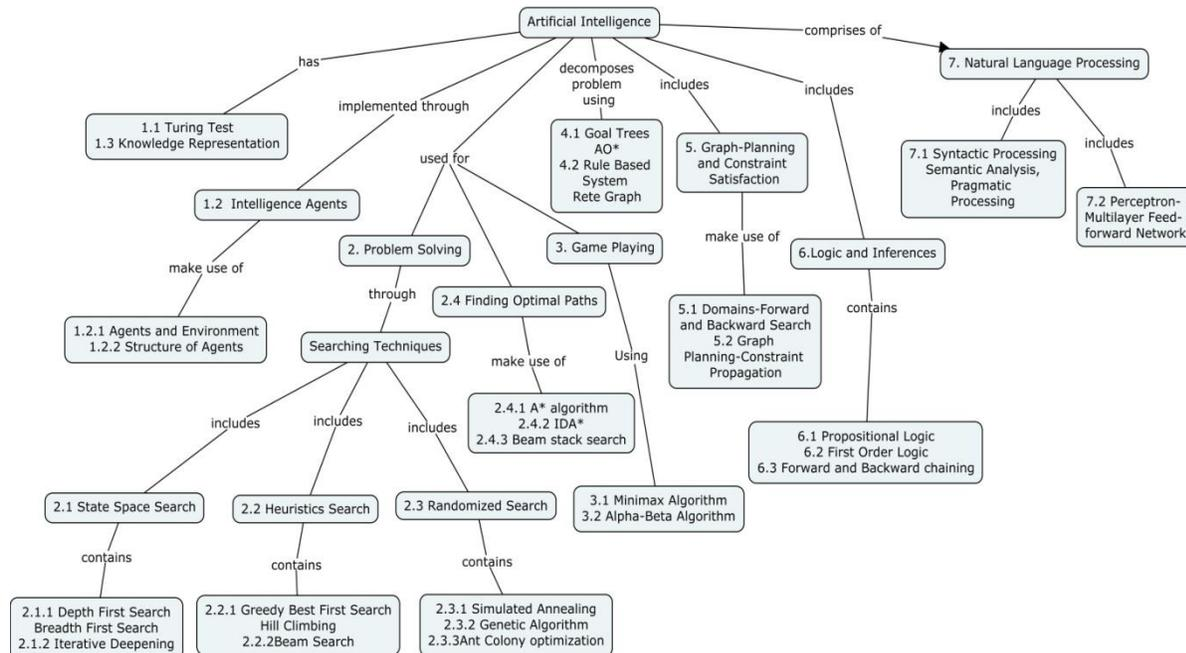 Artificial Intelligence
comprises of
has
decomposes
problem
using
7. Natural Language Processing
implemented through
includes
includes
includes
includes
1.1 Turing Test
1.3 Knowledge Representation
4.1 Goal Trees
AO*
4.2 Rule Based
System
Rete Graph
5. Graph-Planning
and Constraint
Satisfaction
7.1 Syntactic Processing
Semantic Analysis,
Pragmatic
Processing
used for
1.2 Intelligence Agents
7.2 Perceptron-
Multilayer Feed-
forward Network
make use of
2. Problem Solving
3. Game Playing
make use of
6.Logic and Inferences
through
2.4 Finding Optimal Paths
contains
1.2.1 Agents and Environment
1.2.2 Structure of Agents
5.1 Domains-Forward
and Backward Search
5.2 Graph
Planning-Constraint
Propagation
Searching Techniques
make use of
Using
includes
includes
includes
2.4.1 A* algorithm
2.4.2 IDA*
2.4.3 Beam stack search
6.1 Propositional Logic
6.2 First Order Logic
6.3 Forward and Backward chaining
2.1 State Space Search
2.2 Heuristics Search
2.3 Randomized Search
3.1 Minimax Algorithm
3.2 Alpha-Beta Algorithm
contains
contains
contains
2.1.1 Depth First Search
Breadth First Search
2.1.2 Iterative Deepening
2.2.1 Greedy Best First Search
Hill Climbing
2.2.2Beam Search
2.3.1 Simulated Annealing
2.3.2 Genetic Algorithm
2.3.3Ant Colony optimization